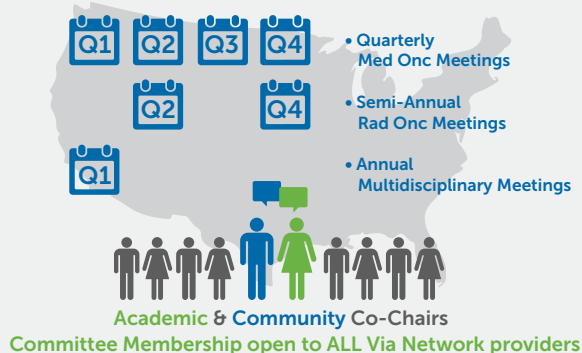 Q1 Q2 Q3 Q4
• Quarterly
Med Onc Meetings
Q2 Q4
• Semi-Annual
Rad Onc Meetings
Q1
• Annual
Multidisciplinary Meetings
Academic & Community Co-Chairs
Committee Membership open to ALL Via Network providers